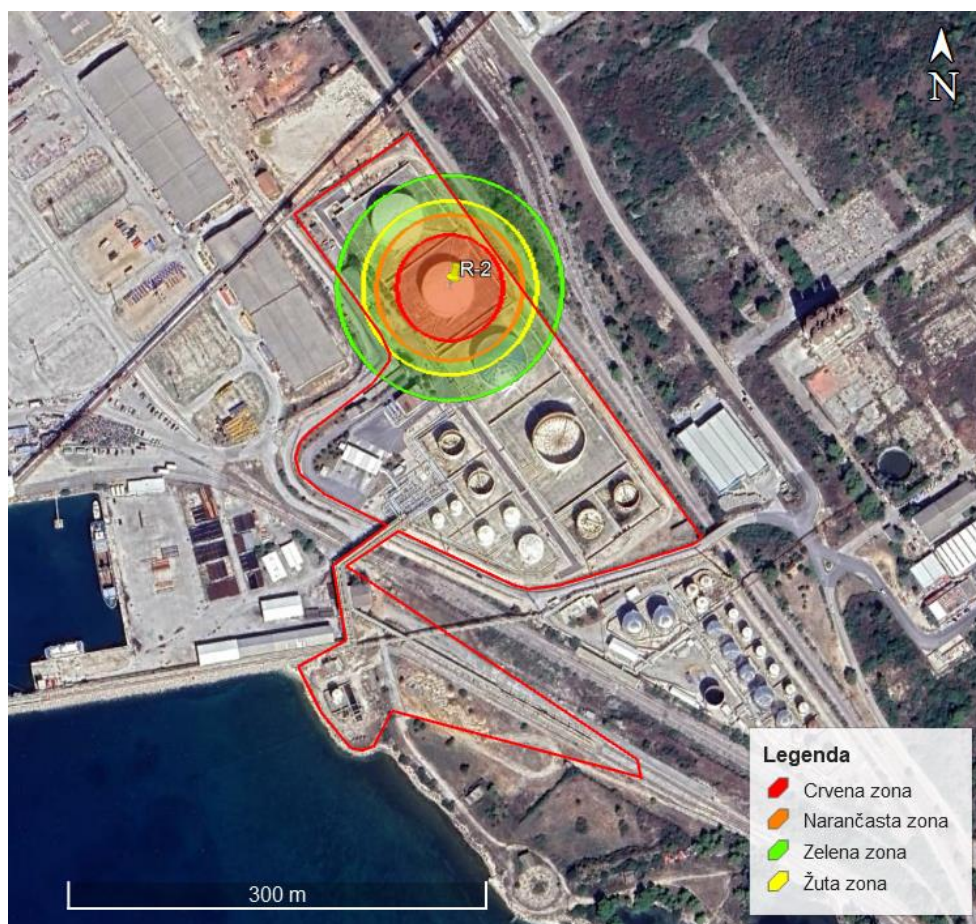 N
R-2
Legenda
Crvena zona
Narančasta zona
Zelena zona
Žuta zona
300 m